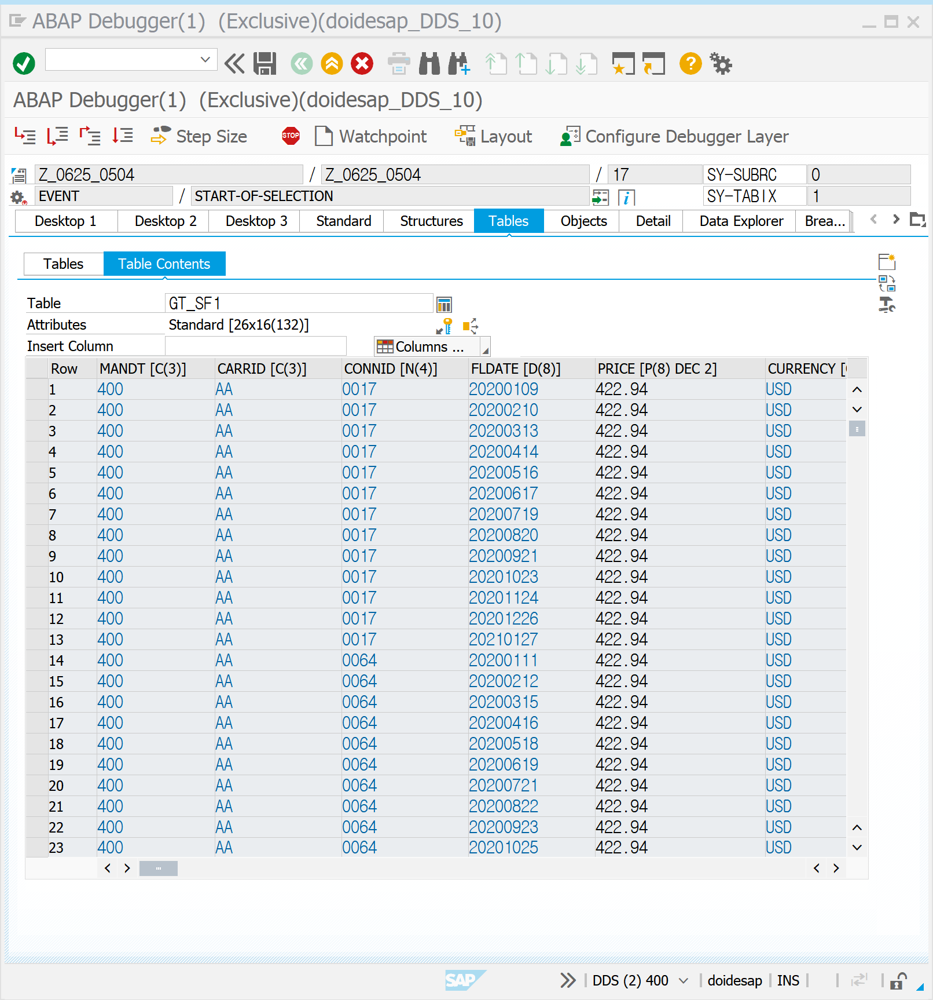 ABAP Debugger(1) (Exclusive)(doidesap_DDS_10)
ABAP Debugger(1) (Exclusive)(doidesap_DDS_10)
Step Size STOP Watchpoint Layout Configure Debugger Layer
Z_0625_0504 / Z_0625_0504 / 17 SY-SUBRC 0
EVENT / START-OF-SELECTION SY-TABIX 1
Desktop 1 Desktop 2 Desktop 3 Standard Structures Tables Objects Detail Data Explorer Brea...
Tables Table Contents
Table GT_SF1
Attributes Standard [26x16(132)]
Insert Column Columns ...
Row MANDT [C(3)] CARRID [C(3)] CONNID [N(4)] FLDATE [D(8)] PRICE [P(8) DEC 2] CURRENCY [
1 400 AA 0017 20200109 422.94 USD
2 400 AA 0017 20200210 422.94 USD
3 400 AA 0017 20200313 422.94 USD
4 400 AA 0017 20200414 422.94 USD
5 400 AA 0017 20200516 422.94 USD
6 400 AA 0017 20200617 422.94 USD
7 400 AA 0017 20200719 422.94 USD
8 400 AA 0017 20200820 422.94 USD
9 400 AA 0017 20200921 422.94 USD
10 400 AA 0017 20201023 422.94 USD
11 400 AA 0017 20201124 422.94 USD
12 400 AA 0017 20201226 422.94 USD
13 400 AA 0017 20210127 422.94 USD
14 400 AA 0064 20200111 422.94 USD
15 400 AA 0064 20200212 422.94 USD
16 400 AA 0064 20200315 422.94 USD
17 400 AA 0064 20200416 422.94 USD
18 400 AA 0064 20200518 422.94 USD
19 400 AA 0064 20200619 422.94 USD
20 400 AA 0064 20200721 422.94 USD
21 400 AA 0064 20200822 422.94 USD
22 400 AA 0064 20200923 422.94 USD
23 400 AA 0064 20201025 422.94 USD
SAP DDS (2) 400 doidesap INS